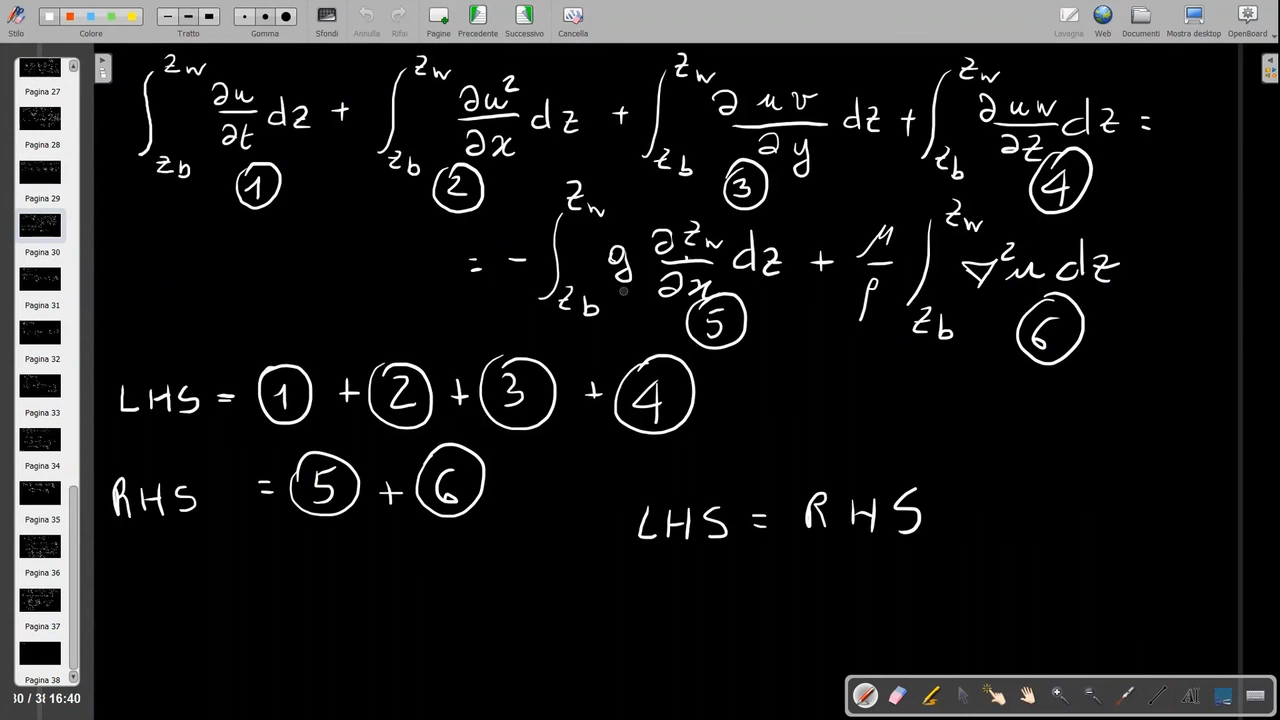 Stilo Colore Tratto Gomma Sfondi Annulla Rifai Pagine Precedente Successivo Cancella Lavagna Web Documenti Mostra desktop OpenBoard
Pagina 27
Pagina 28
Pagina 29
Pagina 30
Pagina 31
Pagina 32
Pagina 33
Pagina 34
Pagina 35
Pagina 36
Pagina 37
Pagina 38
30 / 38 16:40
∫_{z_b}^{z_w} ∂u/∂t dz + ∫_{z_b}^{z_w} ∂u²/∂x dz + ∫_{z_b}^{z_w} ∂uv/∂y dz + ∫_{z_b}^{z_w} ∂uw/∂z dz =
① ② ③ ④
= - ∫_{z_b}^{z_w} g ∂z_w/∂x dz + μ/ρ ∫_{z_b}^{z_w} ∇²u dz
⑤ ⑥
LHS = ① + ② + ③ + ④
RHS = ⑤ + ⑥
LHS = RHS